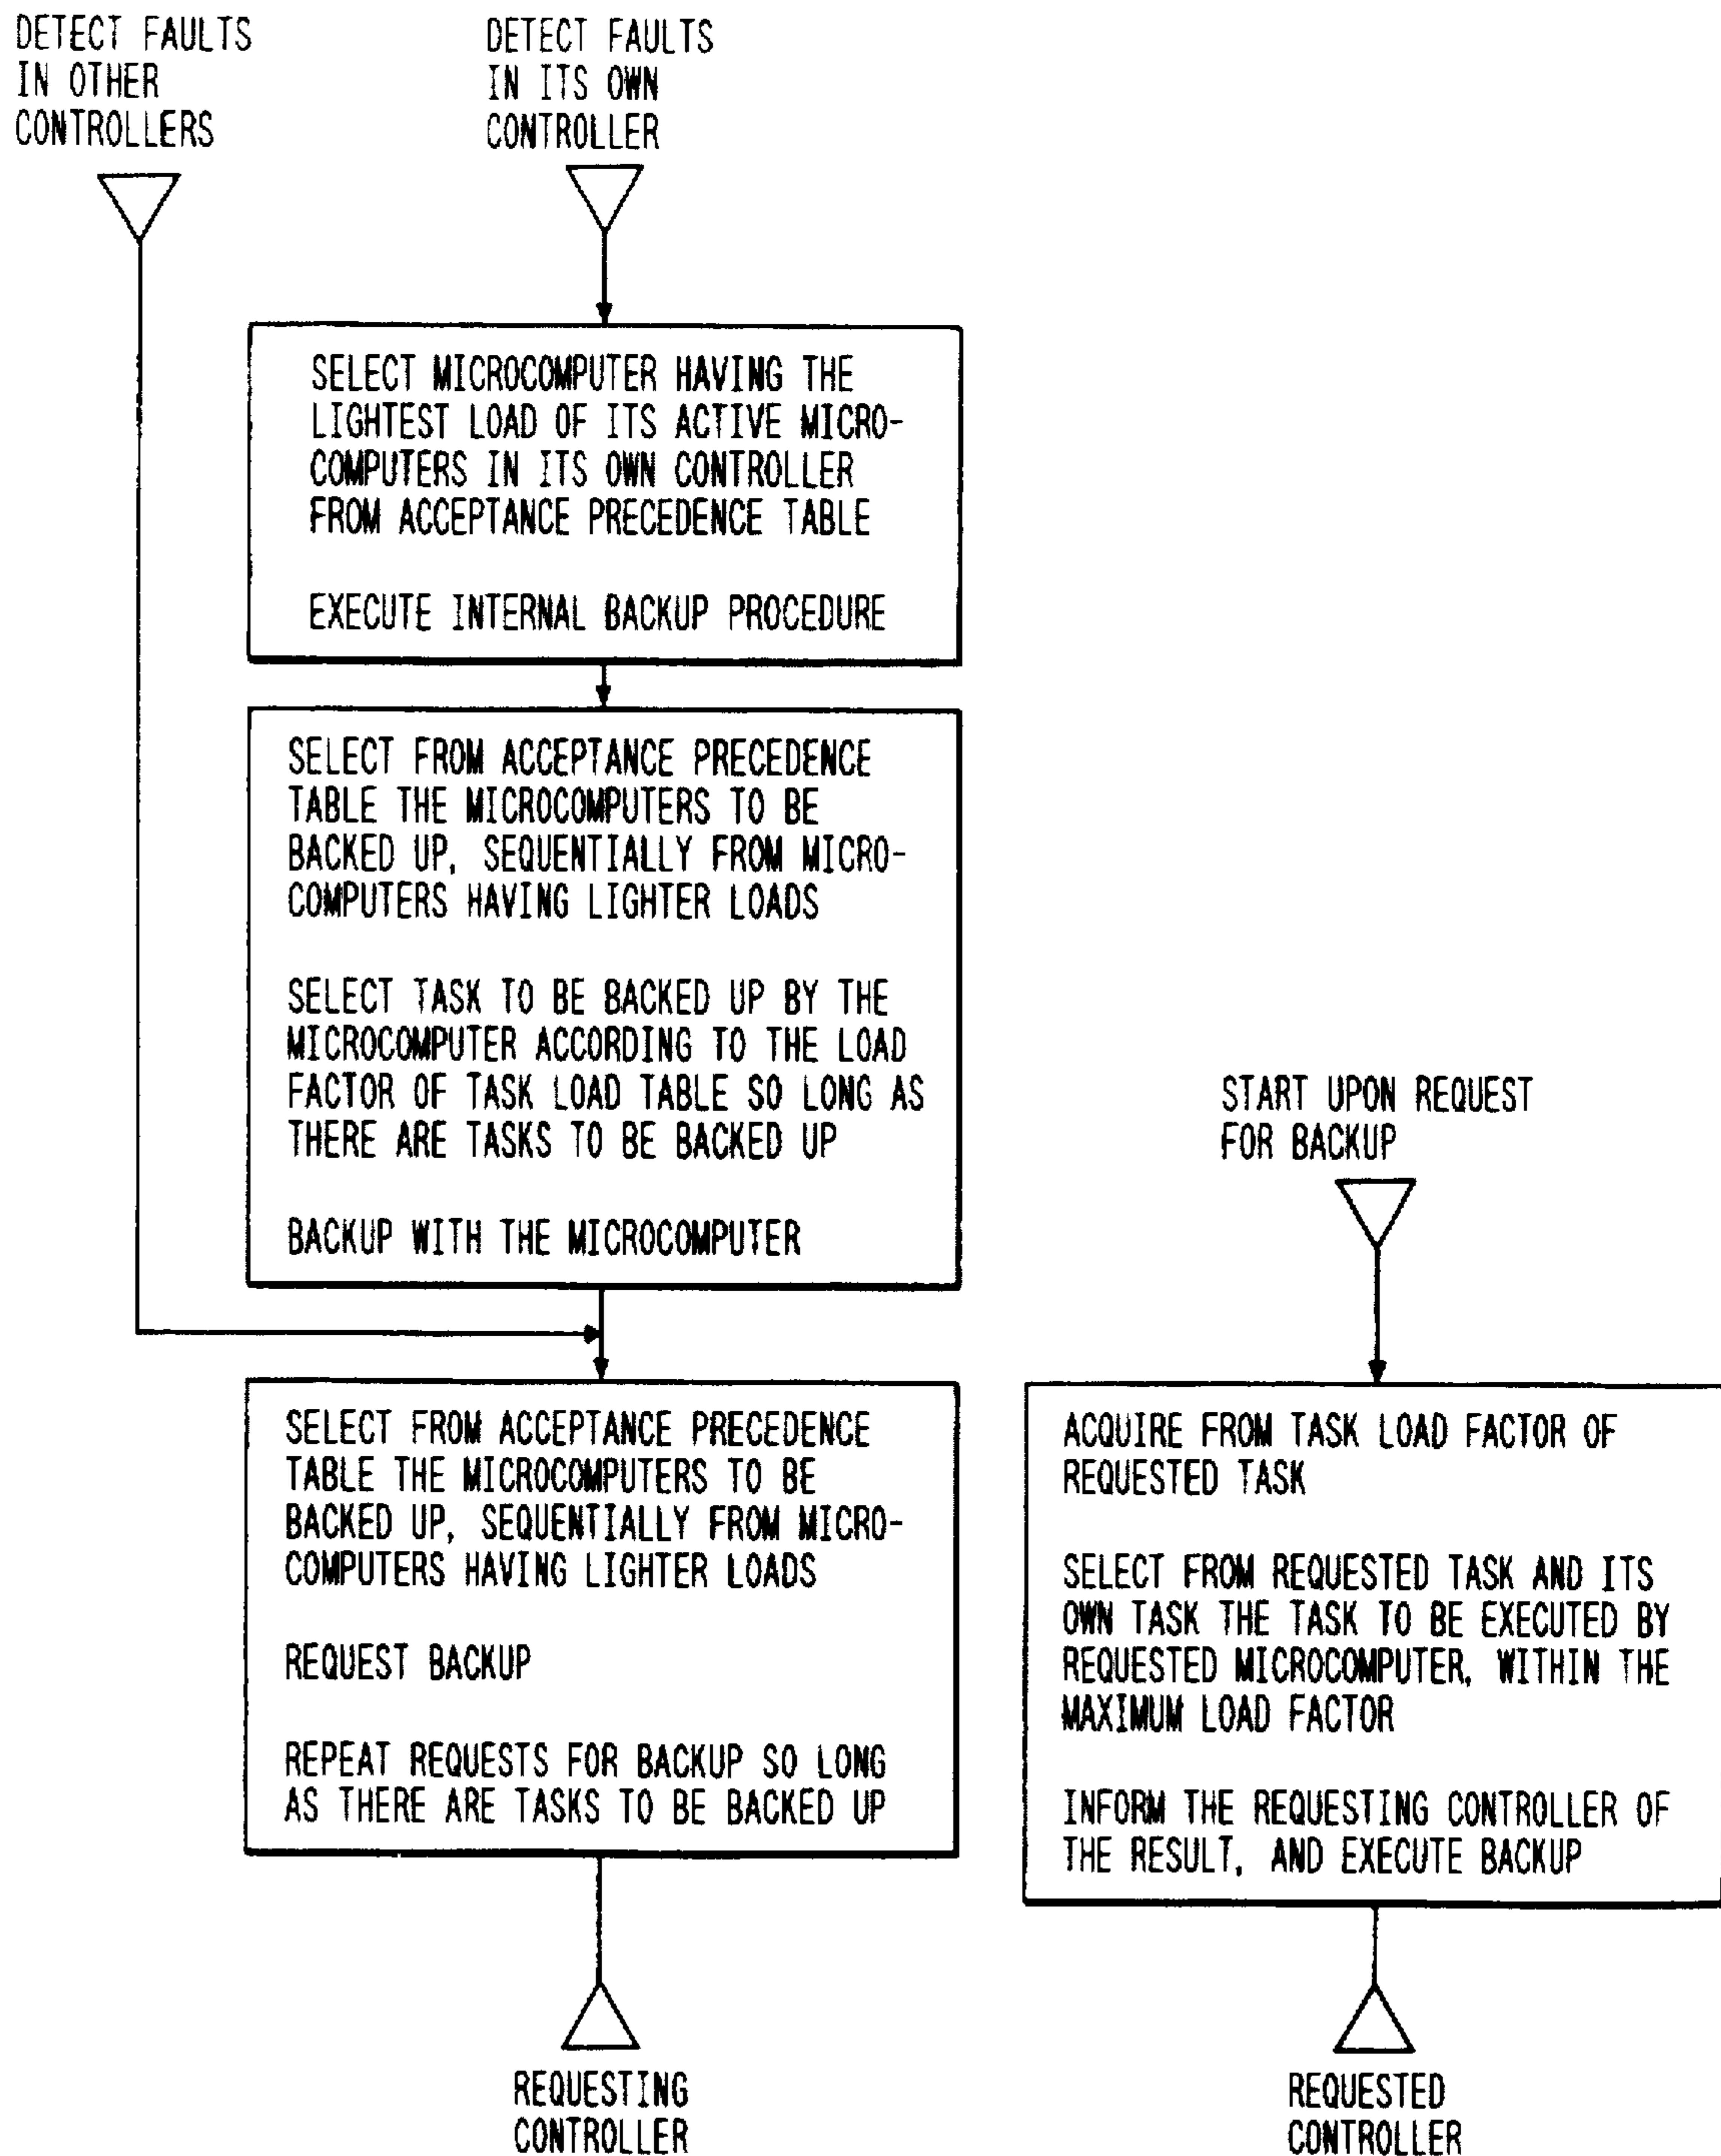 DETECT FAULTS
IN OTHER
CONTROLLERS
DETECT FAULTS
IN ITS OWN
CONTROLLER
SELECT MICROCOMPUTER HAVING THE
LIGHTEST LOAD OF ITS ACTIVE MICRO-
COMPUTERS IN ITS OWN CONTROLLER
FROM ACCEPTANCE PRECEDENCE TABLE
EXECUTE INTERNAL BACKUP PROCEDURE
SELECT FROM ACCEPTANCE PRECEDENCE
TABLE THE MICROCOMPUTERS TO BE
BACKED UP, SEQUENTIALLY FROM MICRO-
COMPUTERS HAVING LIGHTER LOADS
SELECT TASK TO BE BACKED UP BY THE
MICROCOMPUTER ACCORDING TO THE LOAD
FACTOR OF TASK LOAD TABLE SO LONG AS
THERE ARE TASKS TO BE BACKED UP
BACKUP WITH THE MICROCOMPUTER
SELECT FROM ACCEPTANCE PRECEDENCE
TABLE THE MICROCOMPUTERS TO BE
BACKED UP, SEQUENTIALLY FROM MICRO-
COMPUTERS HAVING LIGHTER LOADS
REQUEST BACKUP
REPEAT REQUESTS FOR BACKUP SO LONG
AS THERE ARE TASKS TO BE BACKED UP
REQUESTING
CONTROLLER
START UPON REQUEST
FOR BACKUP
ACQUIRE FROM TASK LOAD FACTOR OF
REQUESTED TASK
SELECT FROM REQUESTED TASK AND ITS
OWN TASK THE TASK TO BE EXECUTED BY
REQUESTED MICROCOMPUTER, WITHIN THE
MAXIMUM LOAD FACTOR
INFORM THE REQUESTING CONTROLLER OF
THE RESULT, AND EXECUTE BACKUP
REQUESTED
CONTROLLER